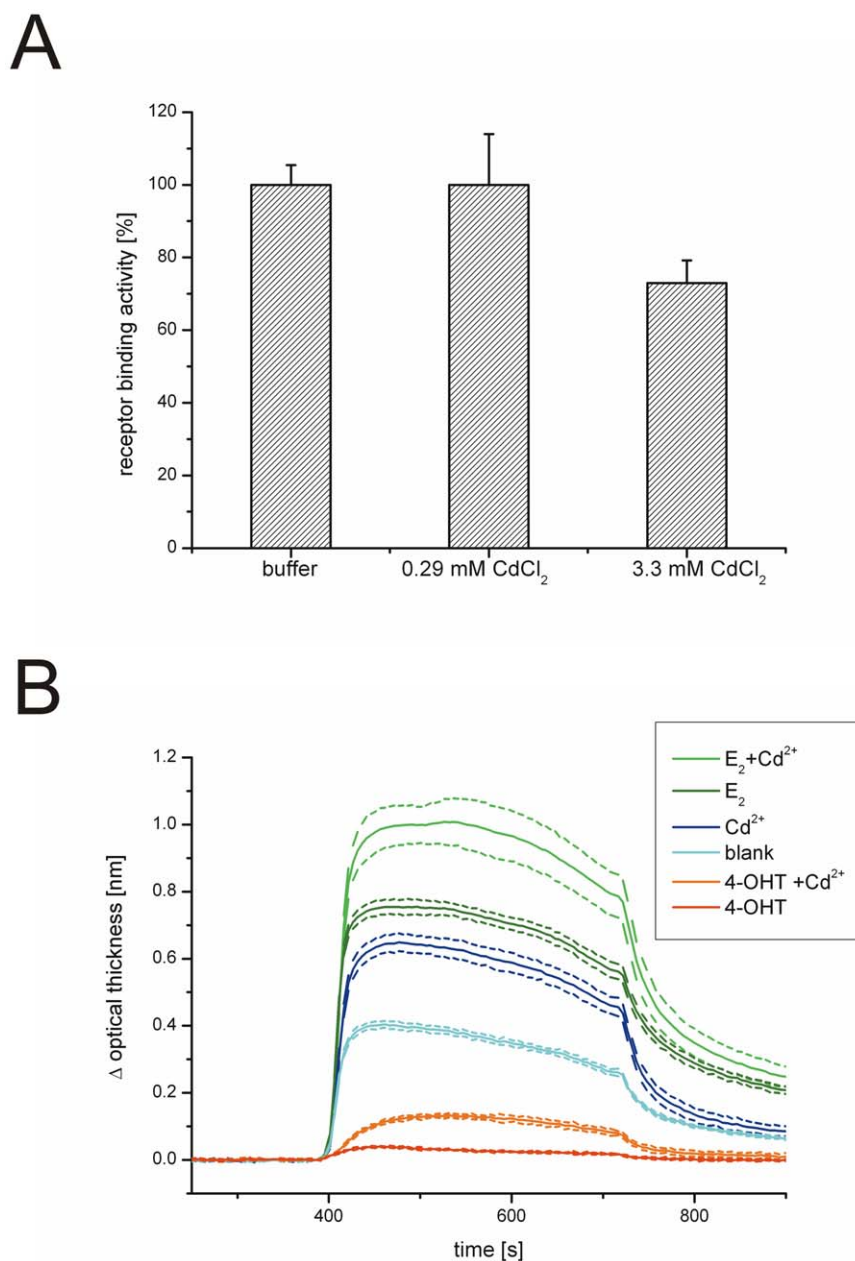 A
receptor binding activity [%]
120
100
80
60
40
20
0
buffer
0.29 mM CdCl₂
3.3 mM CdCl₂
B
Δ optical thickness [nm]
1.2
1.0
0.8
0.6
0.4
0.2
0.0
400
600
800
time [s]
E₂+Cd²⁺
E₂
Cd²⁺
blank
4-OHT +Cd²⁺
4-OHT